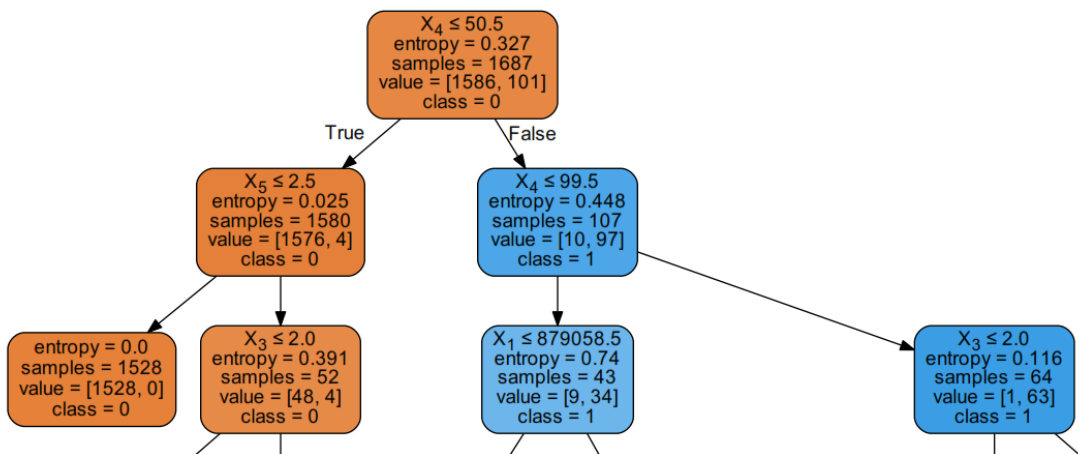 X₄ ≤ 50.5
entropy = 0.327
samples = 1687
value = [1586, 101]
class = 0
True
False
X₅ ≤ 2.5
entropy = 0.025
samples = 1580
value = [1576, 4]
class = 0
X₄ ≤ 99.5
entropy = 0.448
samples = 107
value = [10, 97]
class = 1
entropy = 0.0
samples = 1528
value = [1528, 0]
class = 0
X₃ ≤ 2.0
entropy = 0.391
samples = 52
value = [48, 4]
class = 0
X₁ ≤ 879058.5
entropy = 0.74
samples = 43
value = [9, 34]
class = 1
X₃ ≤ 2.0
entropy = 0.116
samples = 64
value = [1, 63]
class = 1